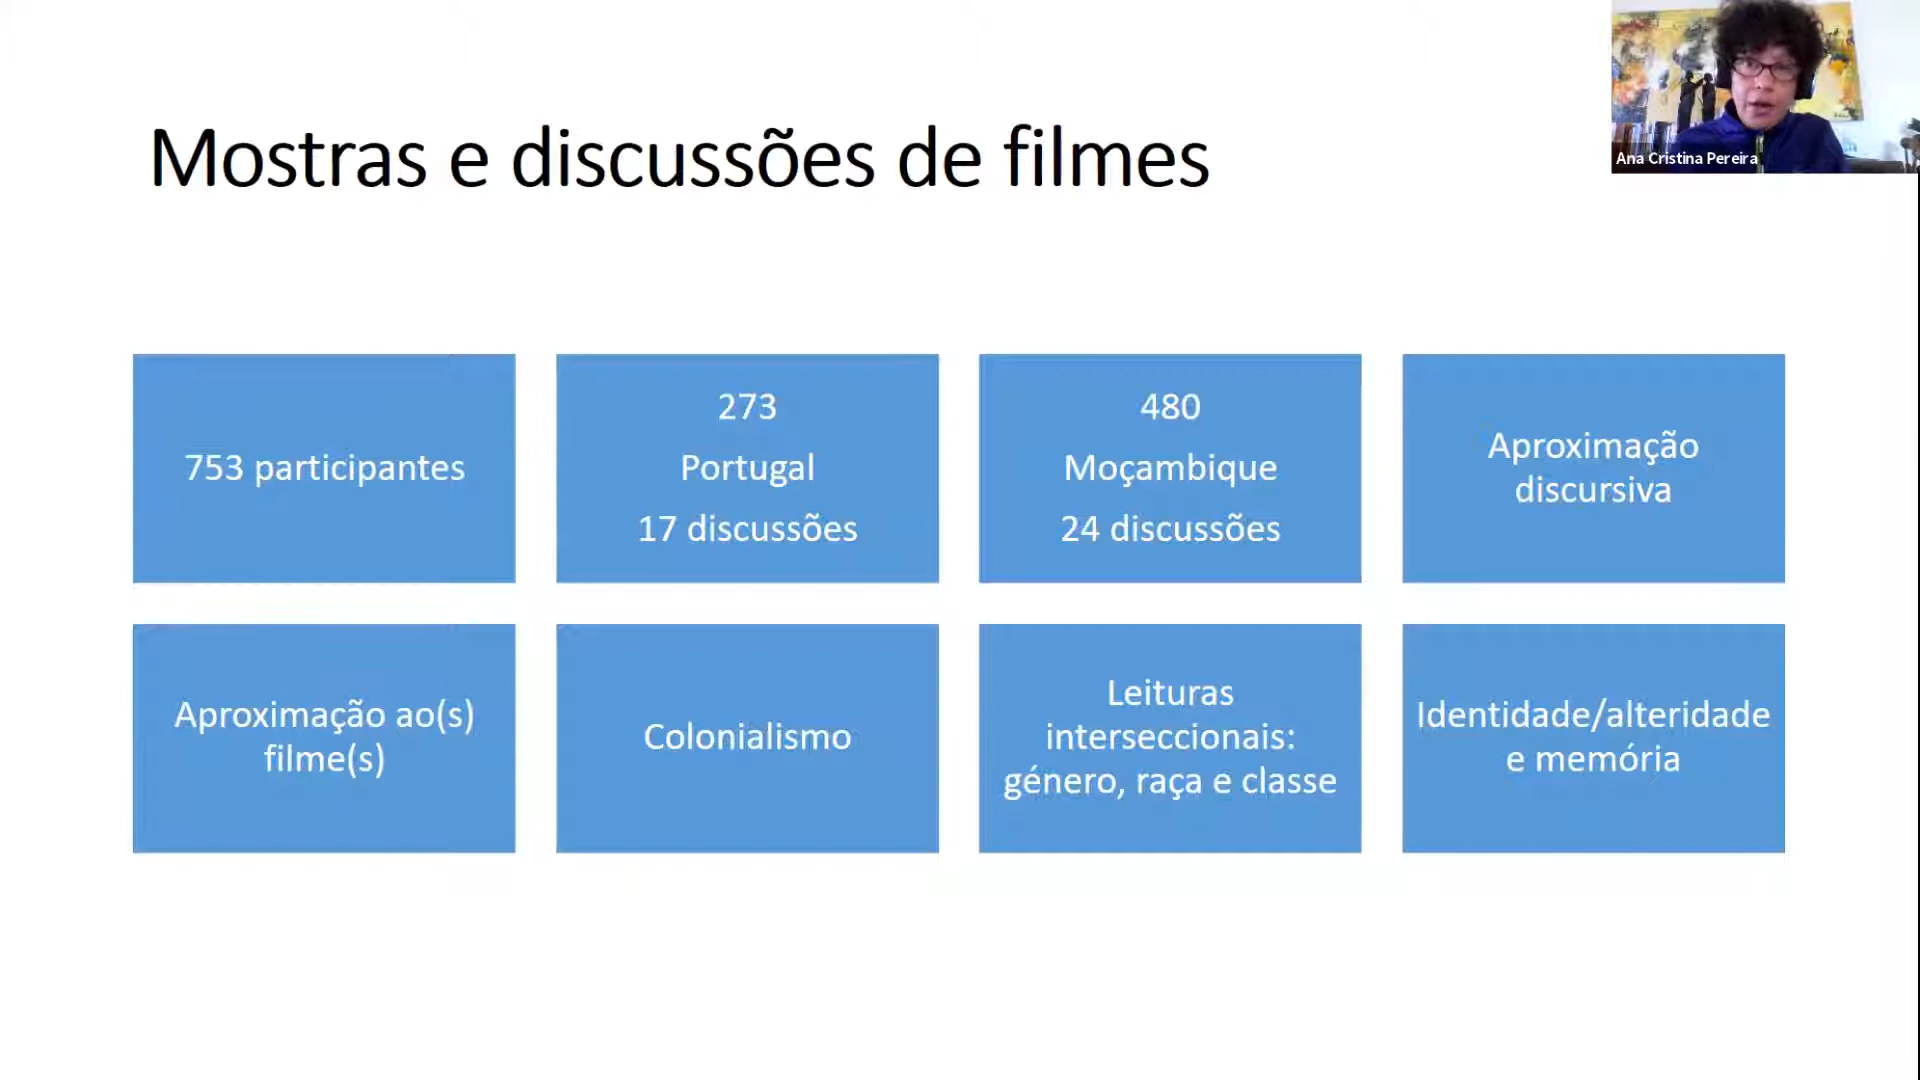 Mostras e discussões de filmes
Ana Cristina Pereira
753 participantes
273
Portugal
17 discussões
480
Moçambique
24 discussões
Aproximação
discursiva
Aproximação ao(s)
filme(s)
Colonialismo
Leituras
interseccionais:
género, raça e classe
Identidade/alteridade
e memória